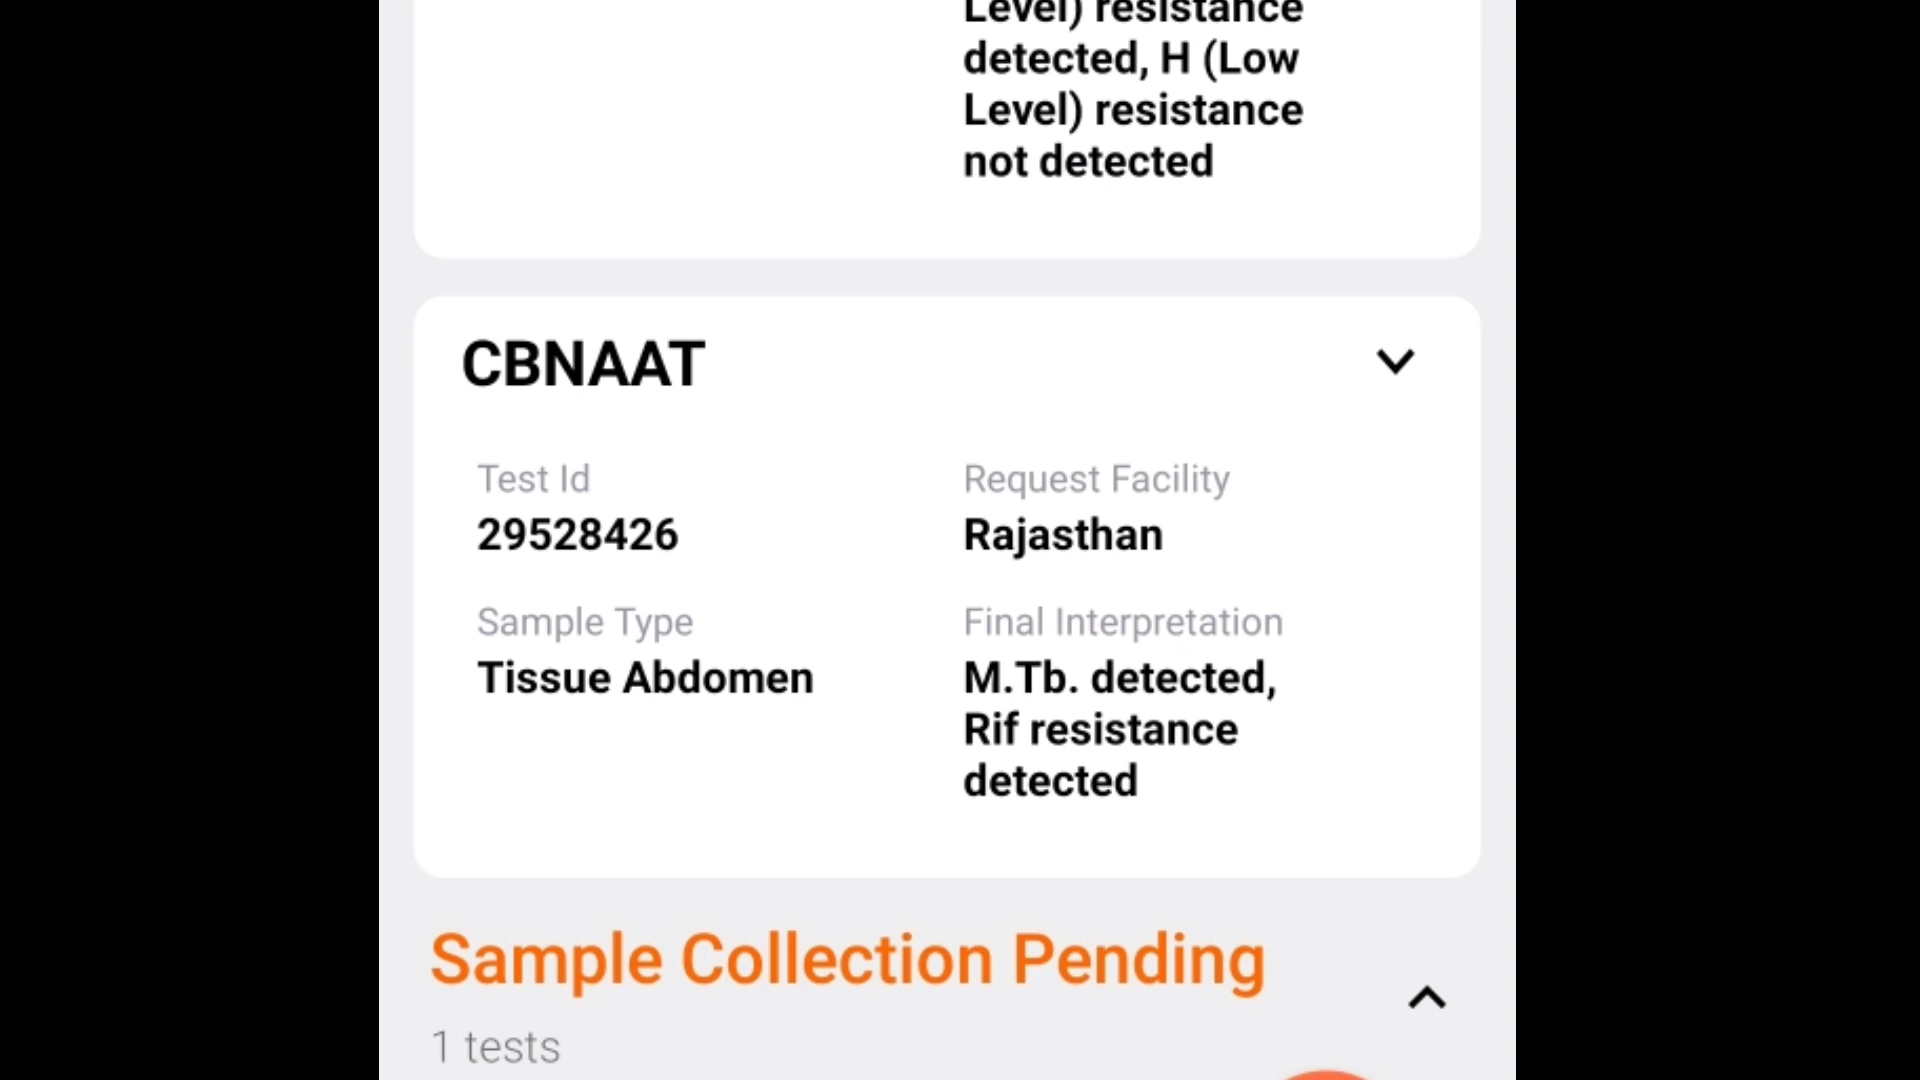 Level) resistance
detected, H (Low
Level) resistance
not detected
CBNAAT
Test Id
29528426
Request Facility
Rajasthan
Sample Type
Tissue Abdomen
Final Interpretation
M.Tb. detected,
Rif resistance
detected
Sample Collection Pending
1 tests